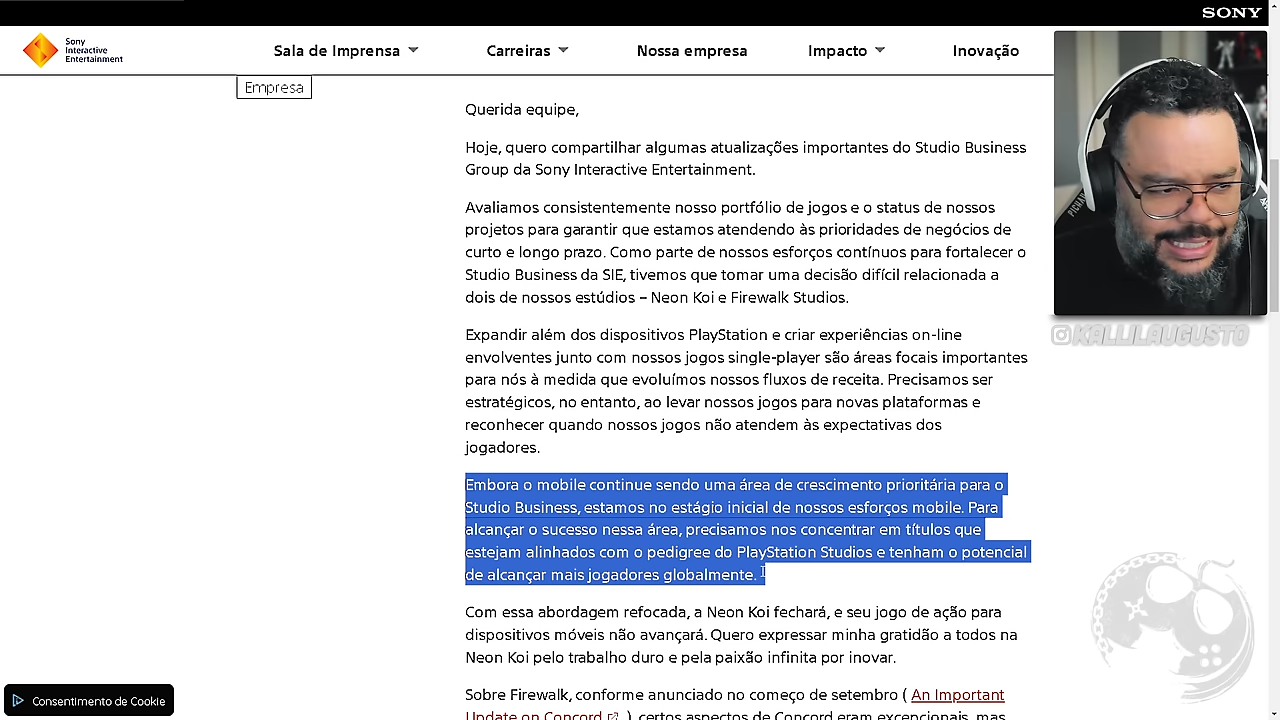 SONY
Sony
Interactive
Entertainment
Sala de Imprensa
Carreiras
Nossa empresa
Impacto
Inovação
Empresa
Querida equipe,
Hoje, quero compartilhar algumas atualizações importantes do Studio Business
Group da Sony Interactive Entertainment.
Avaliamos consistentemente nosso portfólio de jogos e o status de nossos
projetos para garantir que estamos atendendo às prioridades de negócios de
curto e longo prazo. Como parte de nossos esforços contínuos para fortalecer o
Studio Business da SIE, tivemos que tomar uma decisão difícil relacionada a
dois de nossos estúdios – Neon Koi e Firewalk Studios.
Expandir além dos dispositivos PlayStation e criar experiências on-line
envolventes junto com nossos jogos single-player são áreas focais importantes
para nós à medida que evoluímos nossos fluxos de receita. Precisamos ser
estratégicos, no entanto, ao levar nossos jogos para novas plataformas e
reconhecer quando nossos jogos não atendem às expectativas dos
jogadores.
Embora o mobile continue sendo uma área de crescimento prioritária para o
Studio Business, estamos no estágio inicial de nossos esforços mobile. Para
alcançar o sucesso nessa área, precisamos nos concentrar em títulos que
estejam alinhados com o pedigree do PlayStation Studios e tenham o potencial
de alcançar mais jogadores globalmente.
Com essa abordagem refocada, a Neon Koi fechará, e seu jogo de ação para
dispositivos móveis não avançará. Quero expressar minha gratidão a todos na
Neon Koi pelo trabalho duro e pela paixão infinita por inovar.
Sobre Firewalk, conforme anunciado no começo de setembro ( An Important
Update on Concord ), certos aspectos de Concord eram excepcionais, mas
KALLILAUGUSTO
Consentimento de Cookie